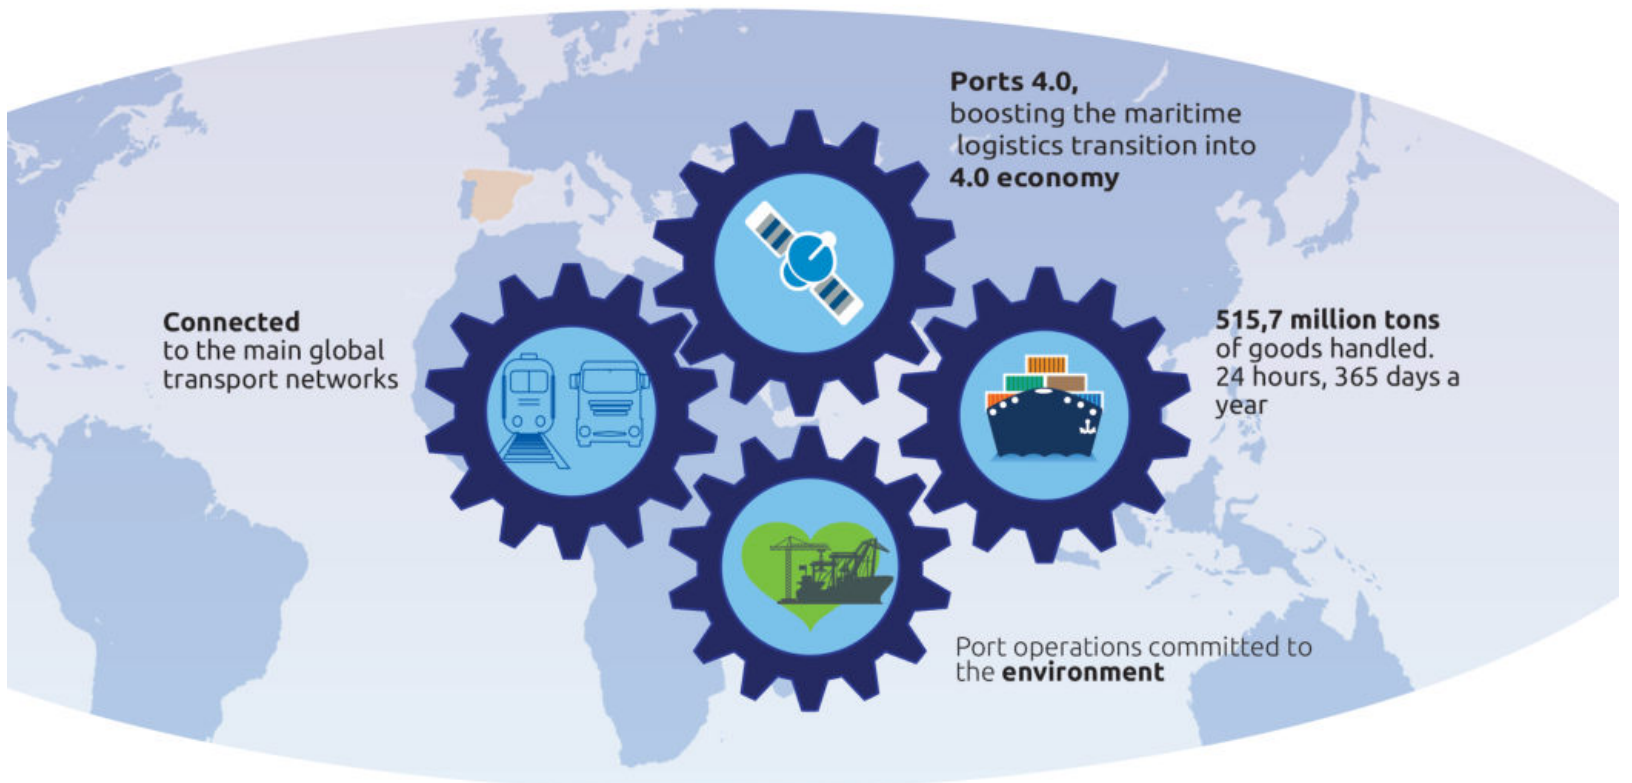 Ports 4.0,
boosting the maritime
logistics transition into
4.0 economy
Connected
to the main global
transport networks
515,7 million tons
of goods handled.
24 hours, 365 days a
year
Port operations committed to
the environment